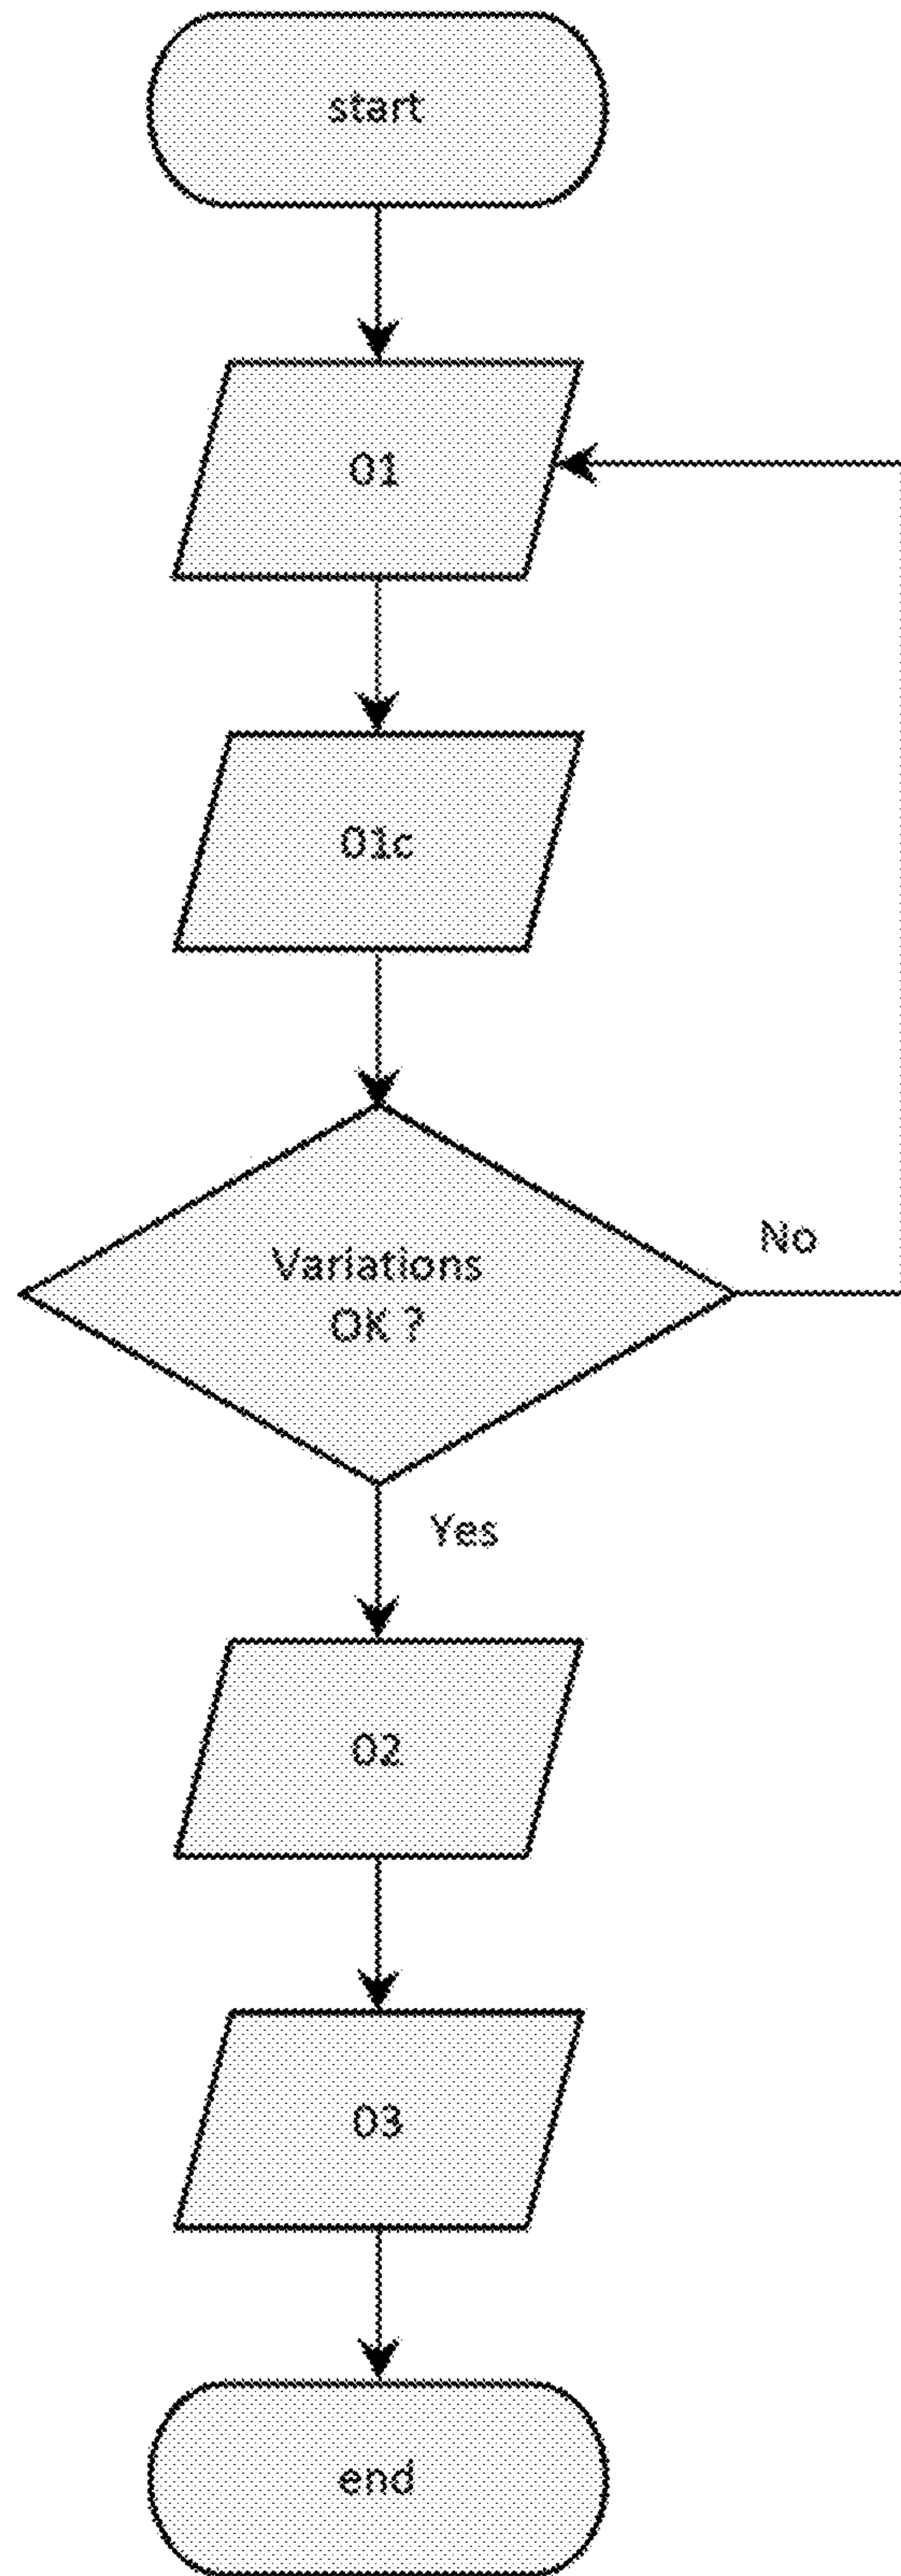 start
01
01c
Variations
OK ?
No
Yes
02
03
end